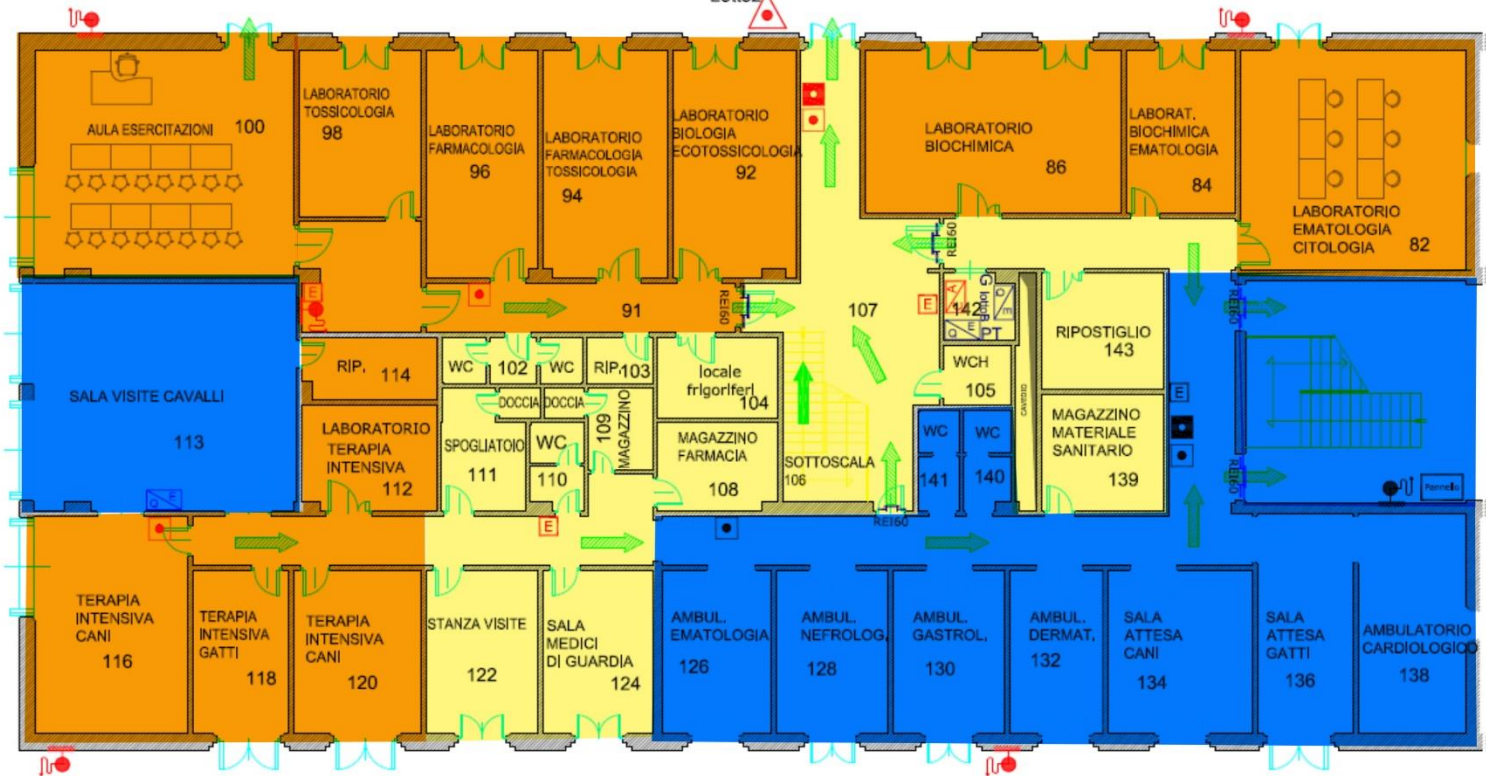 AULA ESERCITAZIONI 100
LABORATORIO
TOSSICOLOGIA
98
LABORATORIO
FARMACOLOGIA
96
LABORATORIO
FARMACOLOGIA
TOSSICOLOGIA
94
LABORATORIO
BIOLOGIA
ECOTOSSICOLOGIA
92
LABORATORIO
BIOCHIMICA
86
LABORAT.
BIOCHIMICA
EMATOLOGIA
84
LABORATORIO
EMATOLOGIA
CITOLOGIA 82
REI60
E
91
REI60
107
E
A
142
G
PT
Q
E
Q
E
REI60
RIPOSTIGLIO
143
SALA VISITE CAVALLI
113
Q
E
RIP. 114
WC
102
WC
RIP.103
locale
frigoriferi
104
WCH
105
CAVEDIO
E
LABORATORIO
TERAPIA
INTENSIVA
112
DOCCIA
DOCCIA
SPOGLIATOIO
111
WC
110
109
MAGAZZINO
MAGAZZINO
FARMACIA
108
SOTTOSCALA
106
WC
141
WC
140
MAGAZZINO
MATERIALE
SANITARIO
139
REI60
Pannello
E
REI60
TERAPIA
INTENSIVA
CANI
116
TERAPIA
INTENSIVA
GATTI
118
TERAPIA
INTENSIVA
CANI
120
STANZA VISITE
122
SALA
MEDICI
DI GUARDIA
124
AMBUL.
EMATOLOGIA
126
AMBUL.
NEFROLOG.
128
AMBUL.
GASTROL.
130
AMBUL.
DERMAT.
132
SALA
ATTESA
CANI
134
SALA
ATTESA
GATTI
136
AMBULATORIO
CARDIOLOGICO
138